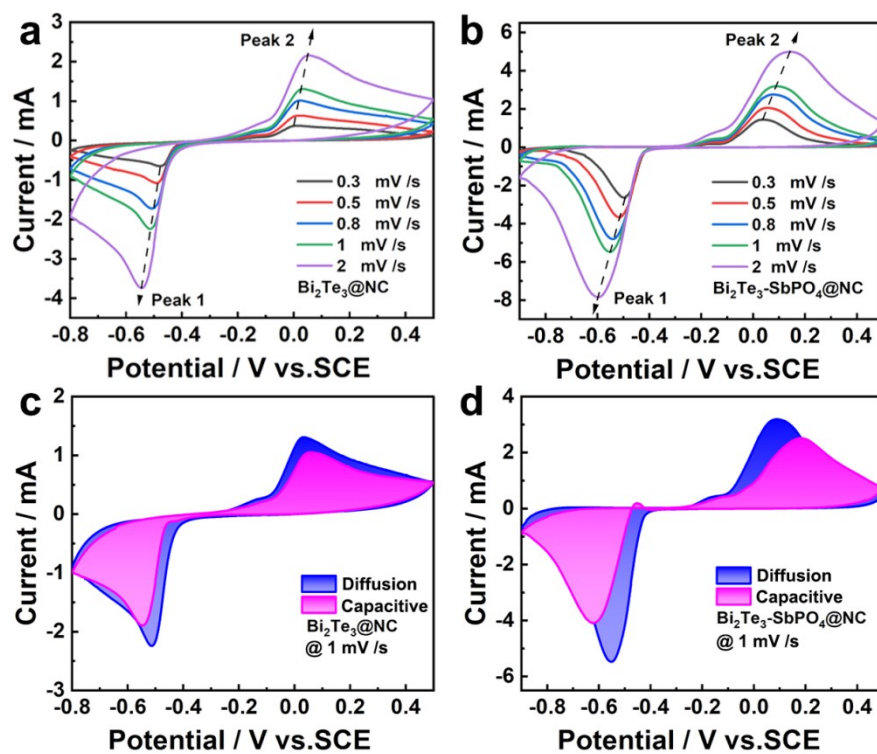 a
3
2
1
0
-1
-2
-3
-4
Current / mA
Peak 2
0.3 mV /s
0.5 mV /s
0.8 mV /s
1 mV /s
2 mV /s
Bi₂Te₃@NC
Peak 1
-0.8 -0.6 -0.4 -0.2 0.0 0.2 0.4
Potential / V vs.SCE
b
6
4
2
0
-2
-4
-6
-8
Current / mA
Peak 2
0.3 mV /s
0.5 mV /s
0.8 mV /s
1 mV /s
2 mV /s
Bi₂Te₃-SbPO₄@NC
Peak 1
-0.8 -0.6 -0.4 -0.2 0.0 0.2 0.4
Potential / V vs.SCE
c
2
1
0
-1
-2
-3
Current / mA
Diffusion
Capacitive
Bi₂Te₃@NC
@ 1 mV /s
-0.8 -0.6 -0.4 -0.2 0.0 0.2 0.4
Potential / V vs.SCE
d
4
2
0
-2
-4
-6
Current / mA
Diffusion
Capacitive
Bi₂Te₃-SbPO₄@NC
@ 1 mV /s
-0.8 -0.6 -0.4 -0.2 0.0 0.2 0.4
Potential / V vs.SCE